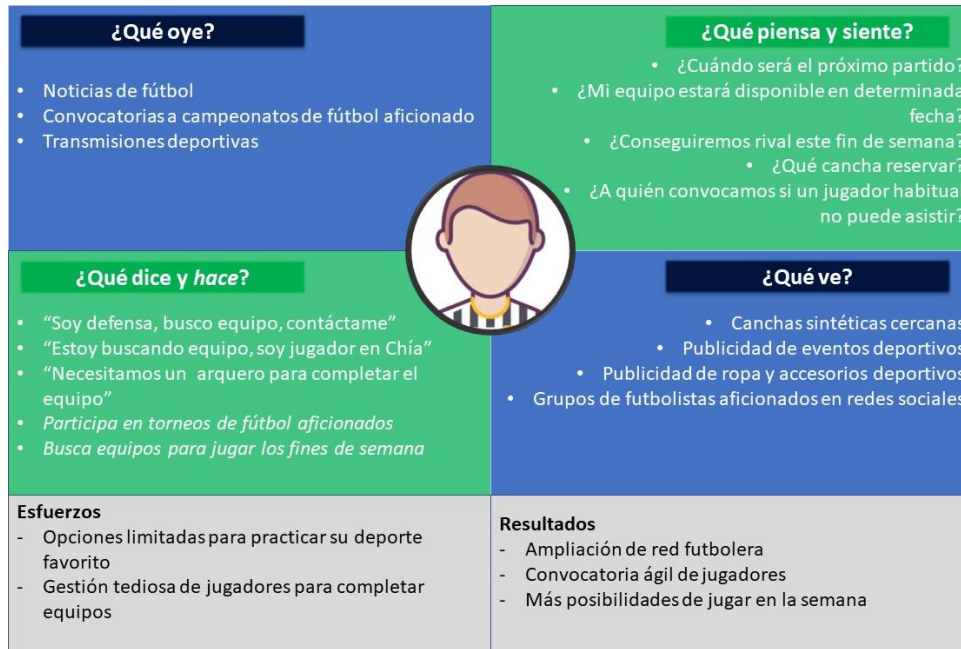 ¿Qué oye?
• Noticias de fútbol
• Convocatorias a campeonatos de fútbol aficionado
• Transmisiones deportivas
¿Qué piensa y siente?
• ¿Cuándo será el próximo partido?
• ¿Mi equipo estará disponible en determinada
fecha?
• ¿Conseguiremos rival este fin de semana?
• ¿Qué cancha reservar?
• ¿A quién convocamos si un jugador habitual
no puede asistir?
¿Qué dice y hace?
• “Soy defensa, busco equipo, contáctame”
• “Estoy buscando equipo, soy jugador en Chía”
• “Necesitamos un arquero para completar el
equipo”
• Participa en torneos de fútbol aficionados
• Busca equipos para jugar los fines de semana
¿Qué ve?
• Canchas sintéticas cercanas
• Publicidad de eventos deportivos
• Publicidad de ropa y accesorios deportivos
• Grupos de futbolistas aficionados en redes sociales
Esfuerzos
- Opciones limitadas para practicar su deporte
favorito
- Gestión tediosa de jugadores para completar
equipos
Resultados
- Ampliación de red futbolera
- Convocatoria ágil de jugadores
- Más posibilidades de jugar en la semana